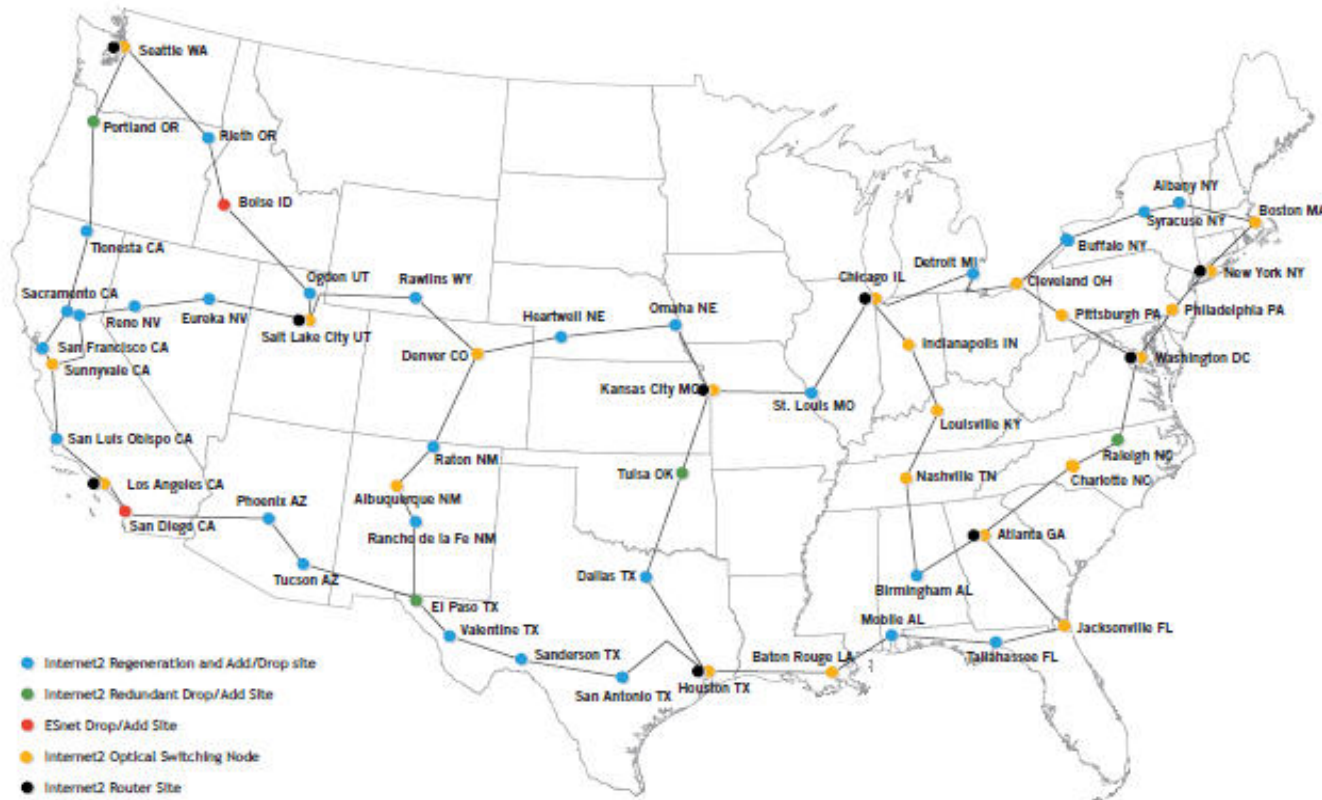 Seattle WA
Portland OR
Rieth OR
Boise ID
Tionesta CA
Ogden UT
Rawlins WY
Sacramento CA
Reno NV
Eureka NV
Salt Lake City UT
San Francisco CA
Sunnyvale CA
Denver CO
Heartwell NE
Omaha NE
Kansas City MO
St. Louis MO
Chicago IL
Detroit MI
Cleveland OH
Buffalo NY
Syracuse NY
Albany NY
Boston MA
New York NY
Philadelphia PA
Pittsburgh PA
Washington DC
Indianapolis IN
Louisville KY
Nashville TN
Raleigh NC
Charlotte NC
Atlanta GA
Birmingham AL
San Luis Obispo CA
Los Angeles CA
San Diego CA
Phoenix AZ
Tucson AZ
Raton NM
Albuquerque NM
Rancho de la Fe NM
El Paso TX
Tulsa OK
Dallas TX
Valentine TX
Sanderson TX
San Antonio TX
Houston TX
Baton Rouge LA
Mobile AL
Tallahassee FL
Jacksonville FL
Internet2 Regeneration and Add/Drop site
Internet2 Redundant Drop/Add Site
ESnet Drop/Add Site
Internet2 Optical Switching Node
Internet2 Router Site